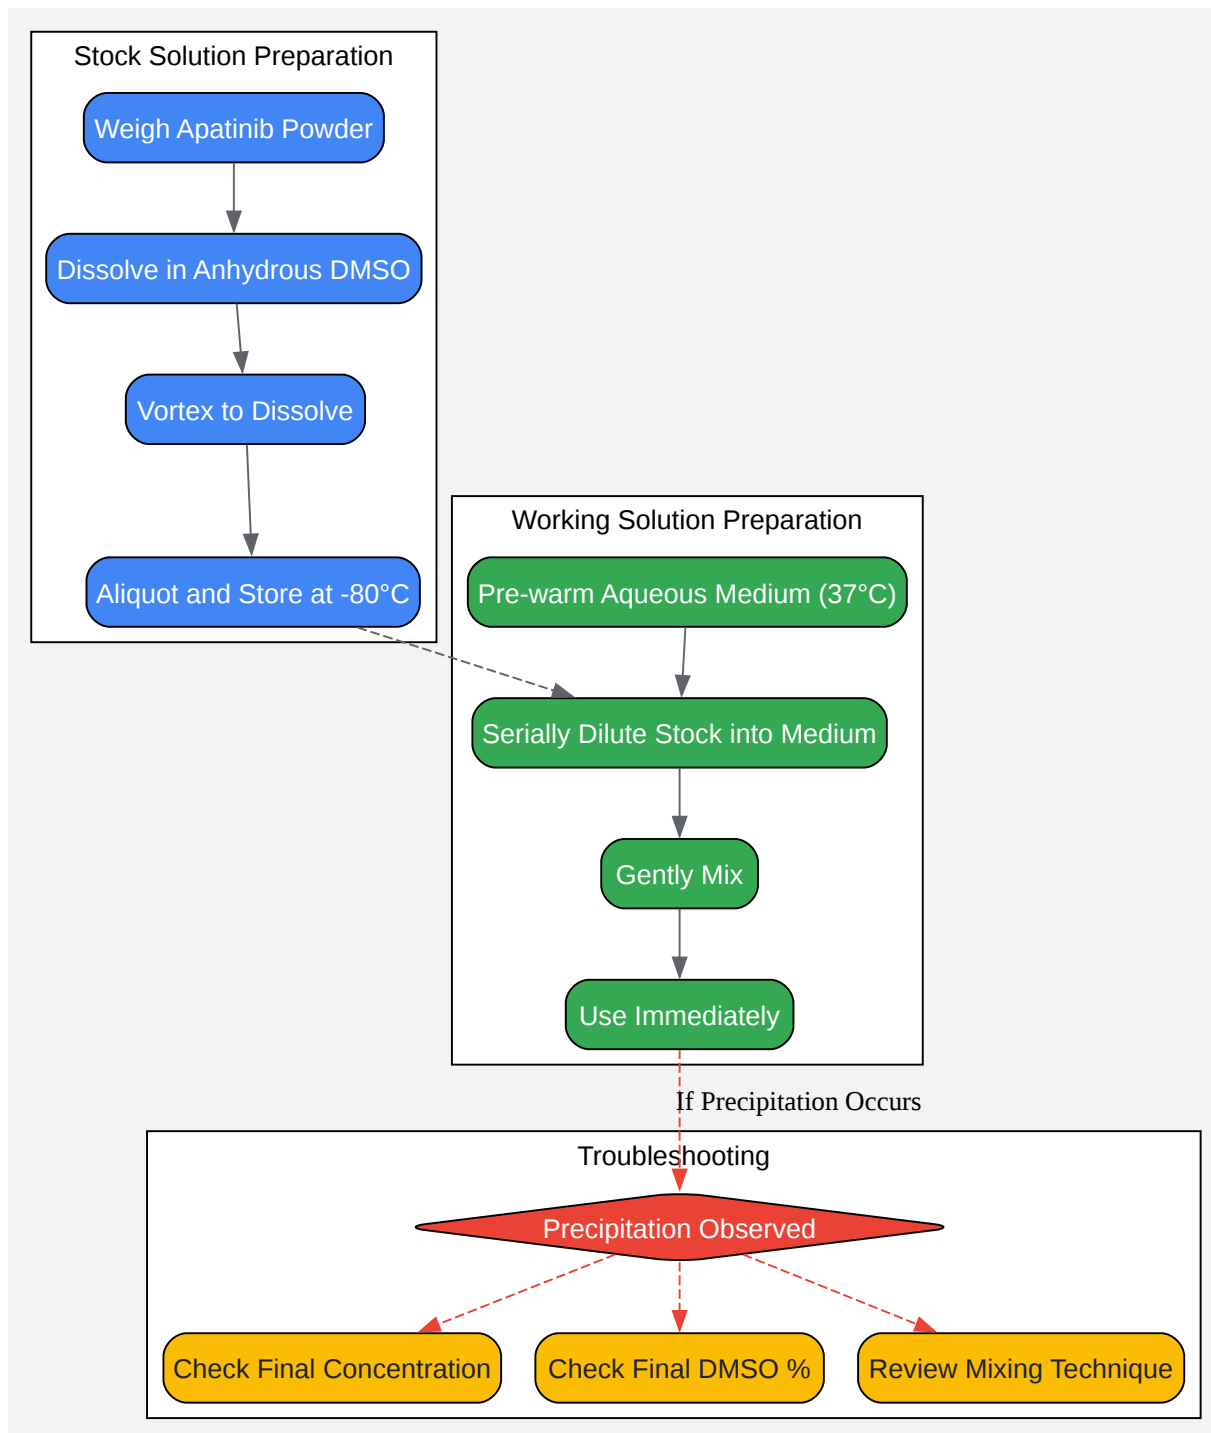 Stock Solution Preparation
Weigh Apatinib Powder
Dissolve in Anhydrous DMSO
Vortex to Dissolve
Aliquot and Store at -80°C
Working Solution Preparation
Pre-warm Aqueous Medium (37°C)
Serially Dilute Stock into Medium
Gently Mix
Use Immediately
If Precipitation Occurs
Troubleshooting
Precipitation Observed
Check Final Concentration
Check Final DMSO %
Review Mixing Technique